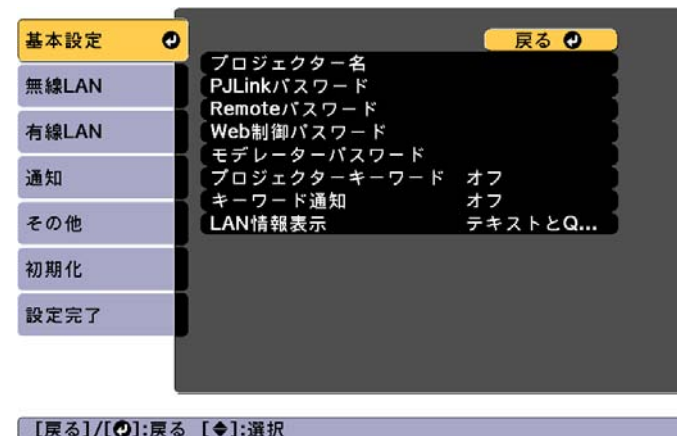 基本設定
無線LAN
有線LAN
通知
その他
初期化
設定完了
戻る
プロジェクター名
PJLinkパスワード
Remoteパスワード
Web制御パスワード
モデレーターパスワード
プロジェクターキーワード オフ
キーワード通知 オフ
LAN情報表示 テキストとQ...
[戻る]/[⏎]:戻る [◆]:選択